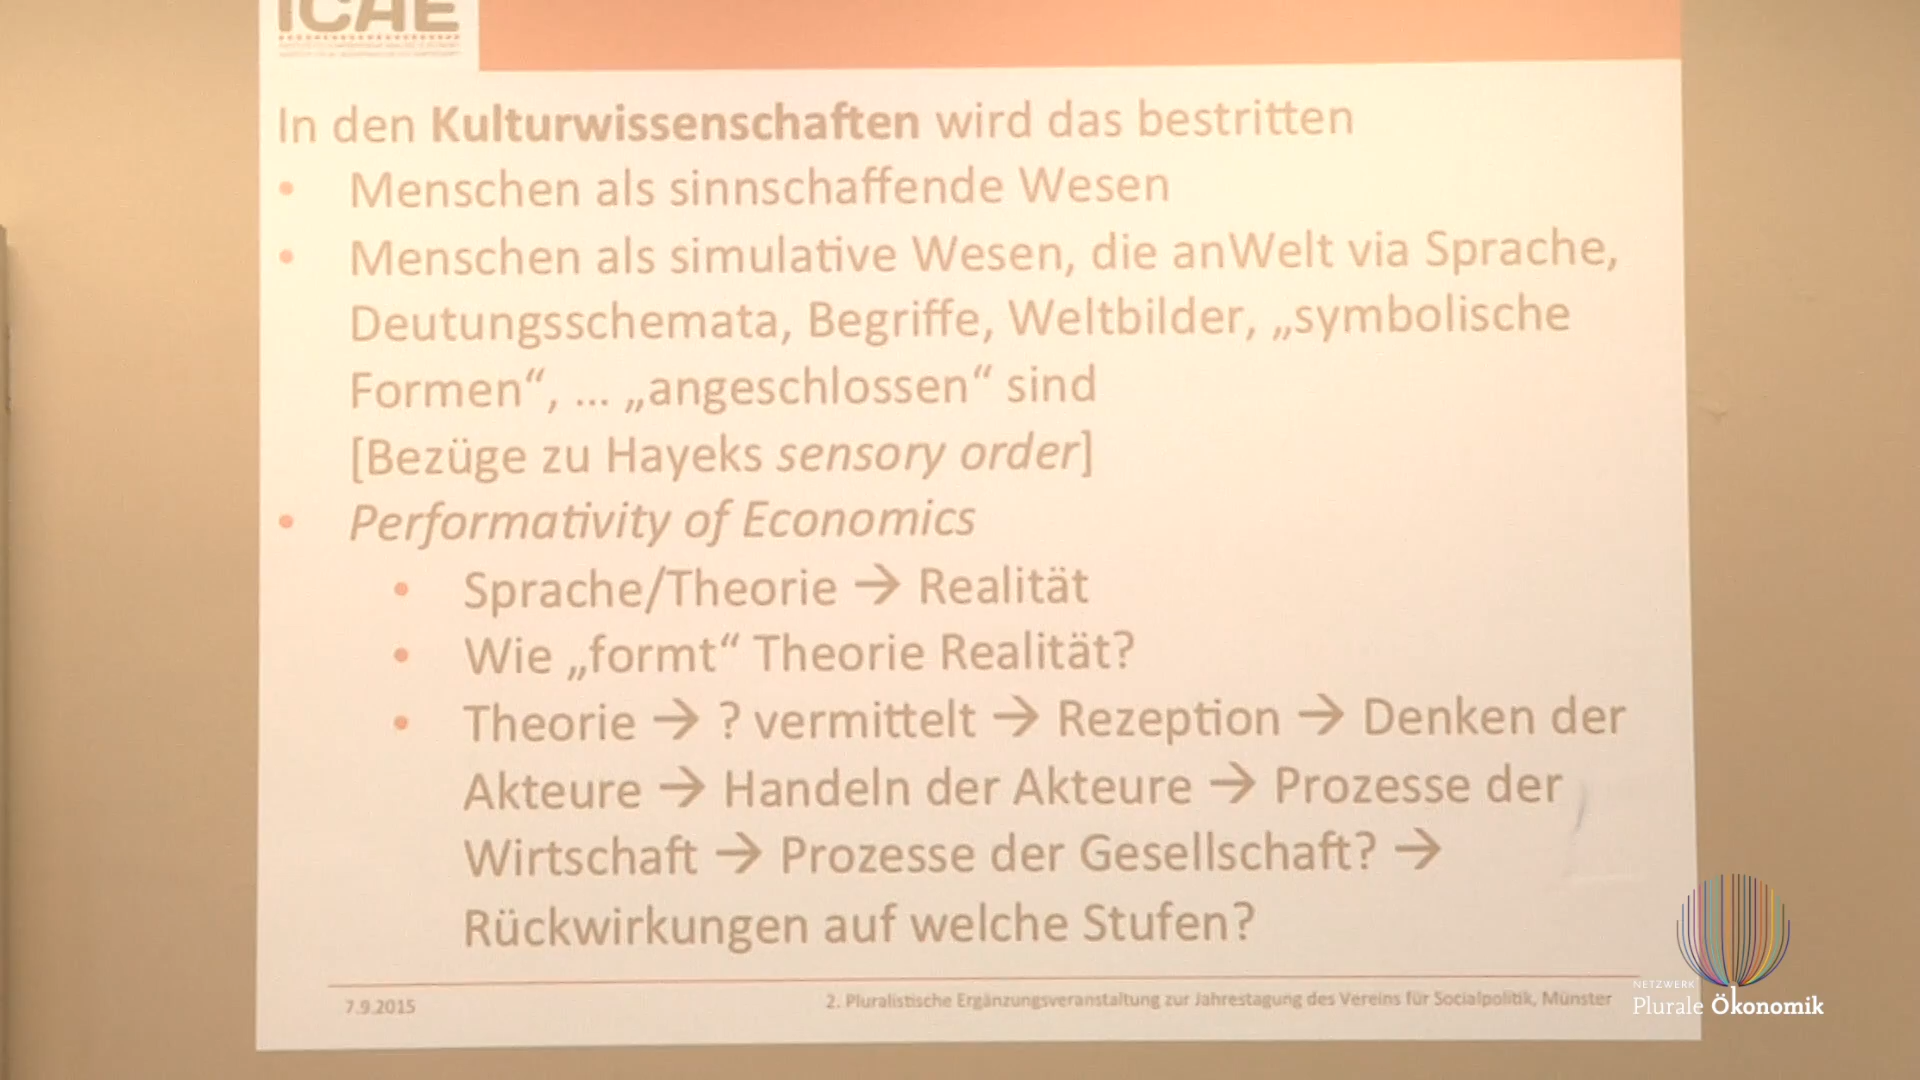 ICAE
In den Kulturwissenschaften wird das bestritten
• Menschen als sinnschaffende Wesen
• Menschen als simulative Wesen, die anWelt via Sprache,
Deutungsschemata, Begriffe, Weltbilder, „symbolische
Formen“, ... „angeschlossen“ sind
[Bezüge zu Hayeks sensory order]
• Performativity of Economics
• Sprache/Theorie → Realität
• Wie „formt“ Theorie Realität?
• Theorie → ? vermittelt → Rezeption → Denken der
Akteure → Handeln der Akteure → Prozesse der
Wirtschaft → Prozesse der Gesellschaft? →
Rückwirkungen auf welche Stufen?
7.9.2015
2. Pluralistische Ergänzungsveranstaltung zur Jahrestagung des Vereins für Socialpolitik, Münster
NETZWERK
Plurale Ökonomik